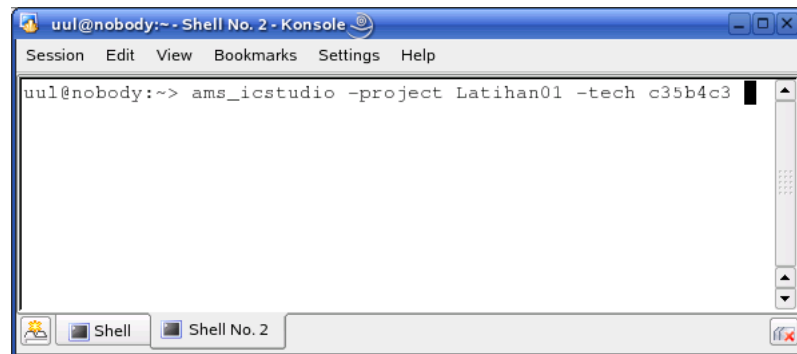 uul@nobody:~ - Shell No. 2 - Konsole
Session Edit View Bookmarks Settings Help
uul@nobody:~> ams_icstudio -project Latihan01 -tech c35b4c3
Shell Shell No. 2